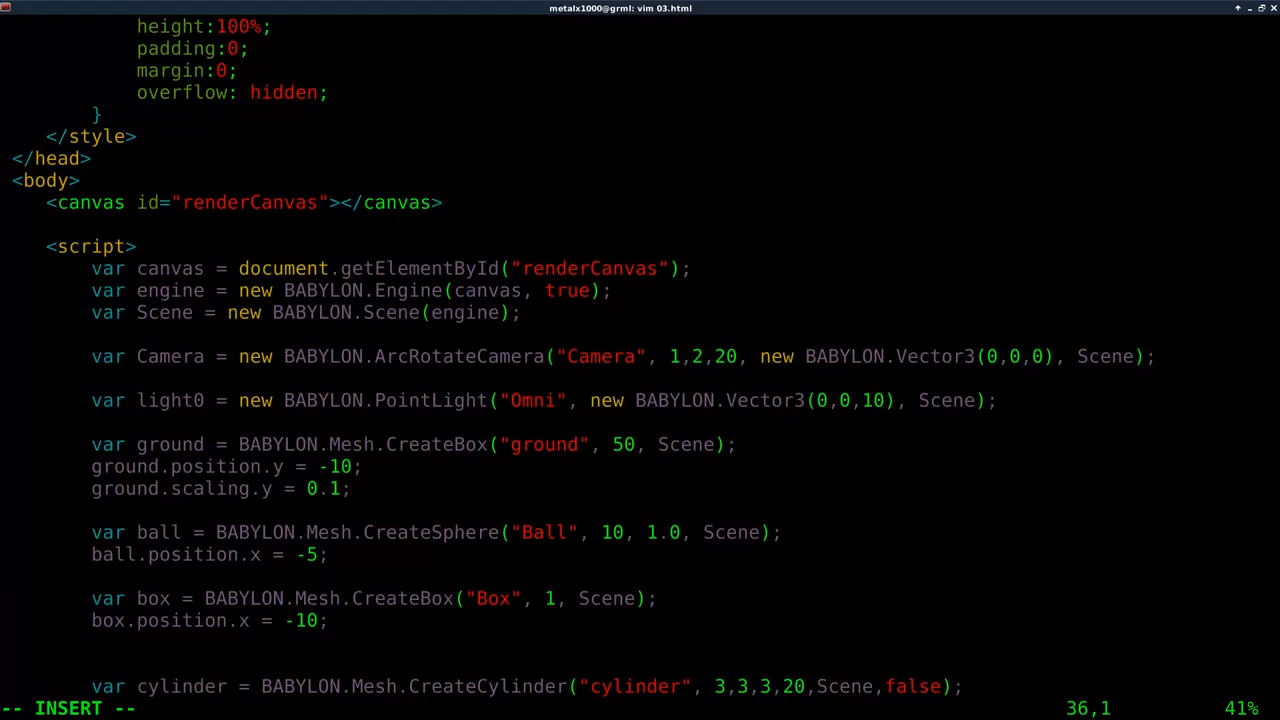 metalx1000@grml: vim 03.html
height:100%;
padding:0;
margin:0;
overflow: hidden;
}
</style>
</head>
<body>
<canvas id="renderCanvas"></canvas>
<script>
var canvas = document.getElementById("renderCanvas");
var engine = new BABYLON.Engine(canvas, true);
var Scene = new BABYLON.Scene(engine);
var Camera = new BABYLON.ArcRotateCamera("Camera", 1,2,20, new BABYLON.Vector3(0,0,0), Scene);
var light0 = new BABYLON.PointLight("Omni", new BABYLON.Vector3(0,0,10), Scene);
var ground = BABYLON.Mesh.CreateBox("ground", 50, Scene);
ground.position.y = -10;
ground.scaling.y = 0.1;
var ball = BABYLON.Mesh.CreateSphere("Ball", 10, 1.0, Scene);
ball.position.x = -5;
var box = BABYLON.Mesh.CreateBox("Box", 1, Scene);
box.position.x = -10;
var cylinder = BABYLON.Mesh.CreateCylinder("cylinder", 3,3,3,20,Scene,false);
-- INSERT -- 36,1 41%